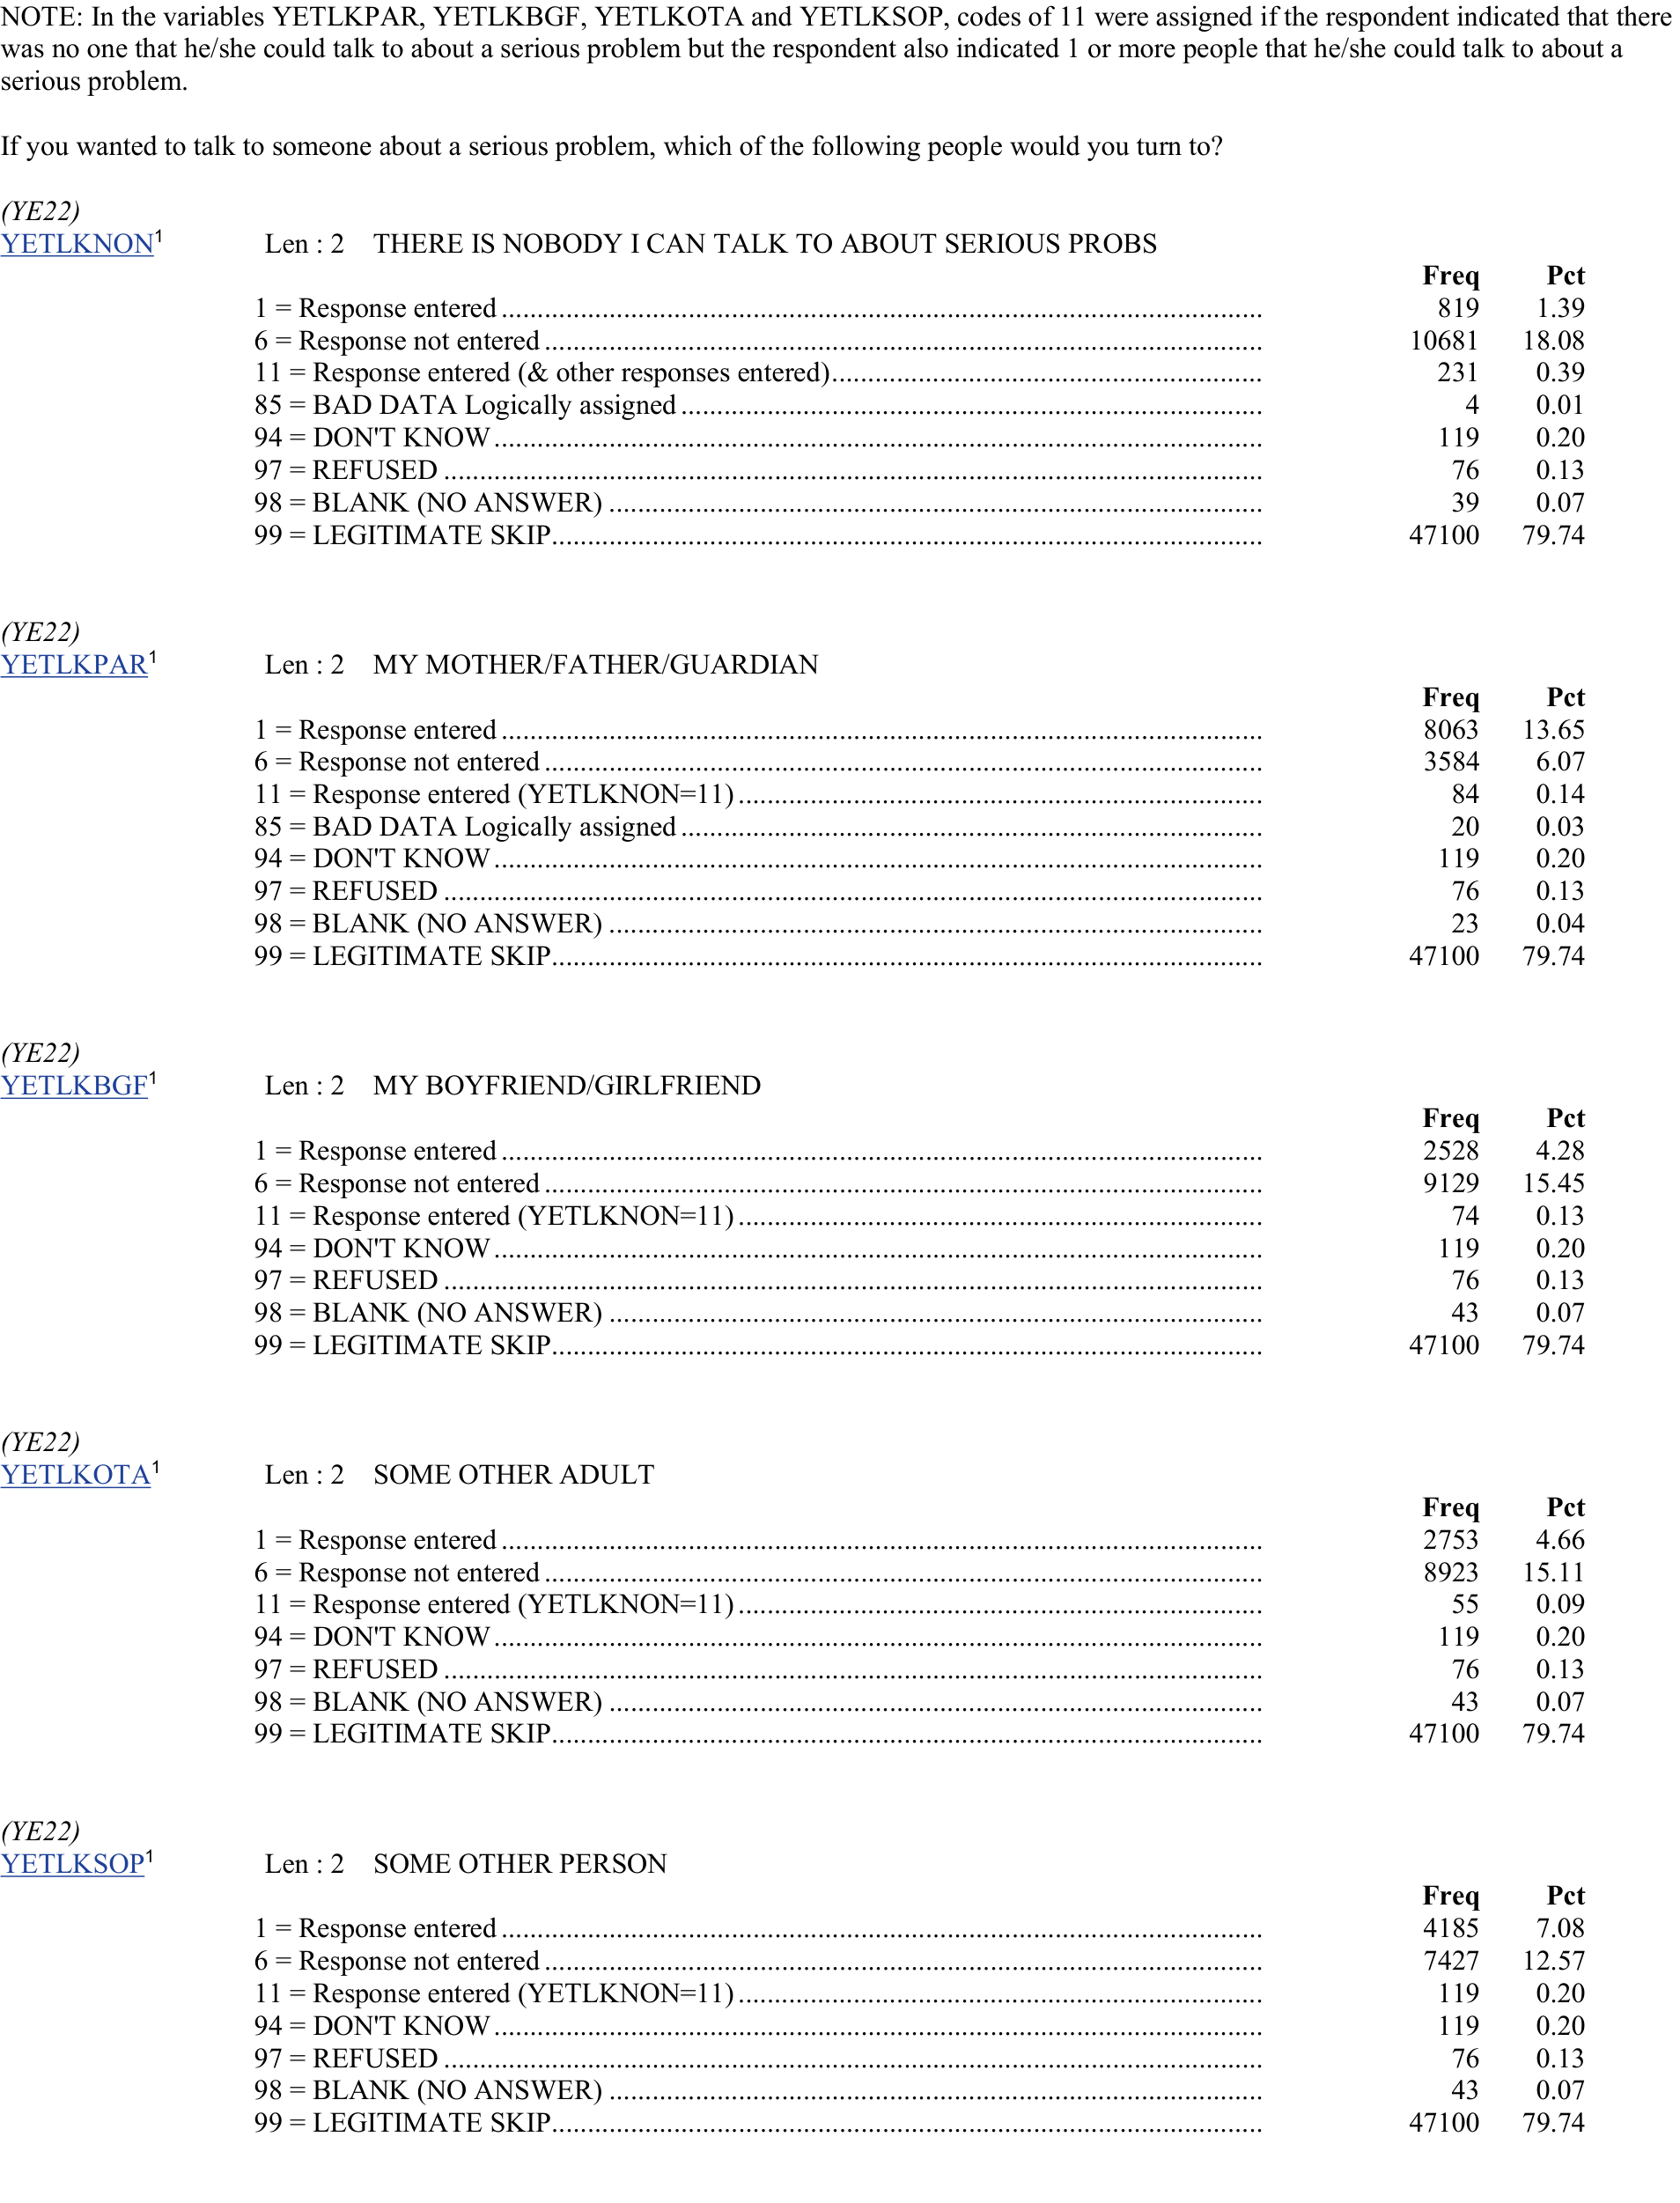 NOTE: In the variables YETLKPAR, YETLKBGF, YETLKOTA and YETLKSOP, codes of 11 were assigned if the respondent indicated that there
was no one that he/she could talk to about a serious problem but the respondent also indicated 1 or more people that he/she could talk to about a
serious problem.
If you wanted to talk to someone about a serious problem, which of the following people would you turn to?
(YE22)
YETLKNON¹ Len : 2 THERE IS NOBODY I CAN TALK TO ABOUT SERIOUS PROBS
Freq Pct
1 = Response entered ........ 819 1.39
6 = Response not entered ........ 10681 18.08
11 = Response entered (& other responses entered)........ 231 0.39
85 = BAD DATA Logically assigned ........ 4 0.01
94 = DON'T KNOW ........ 119 0.20
97 = REFUSED ........ 76 0.13
98 = BLANK (NO ANSWER) ........ 39 0.07
99 = LEGITIMATE SKIP........ 47100 79.74
(YE22)
YETLKPAR¹ Len : 2 MY MOTHER/FATHER/GUARDIAN
Freq Pct
1 = Response entered ........ 8063 13.65
6 = Response not entered ........ 3584 6.07
11 = Response entered (YETLKNON=11) ........ 84 0.14
85 = BAD DATA Logically assigned ........ 20 0.03
94 = DON'T KNOW ........ 119 0.20
97 = REFUSED ........ 76 0.13
98 = BLANK (NO ANSWER) ........ 23 0.04
99 = LEGITIMATE SKIP........ 47100 79.74
(YE22)
YETLKBGF¹ Len : 2 MY BOYFRIEND/GIRLFRIEND
Freq Pct
1 = Response entered ........ 2528 4.28
6 = Response not entered ........ 9129 15.45
11 = Response entered (YETLKNON=11) ........ 74 0.13
94 = DON'T KNOW ........ 119 0.20
97 = REFUSED ........ 76 0.13
98 = BLANK (NO ANSWER) ........ 43 0.07
99 = LEGITIMATE SKIP........ 47100 79.74
(YE22)
YETLKOTA¹ Len : 2 SOME OTHER ADULT
Freq Pct
1 = Response entered ........ 2753 4.66
6 = Response not entered ........ 8923 15.11
11 = Response entered (YETLKNON=11) ........ 55 0.09
94 = DON'T KNOW ........ 119 0.20
97 = REFUSED ........ 76 0.13
98 = BLANK (NO ANSWER) ........ 43 0.07
99 = LEGITIMATE SKIP........ 47100 79.74
(YE22)
YETLKSOP¹ Len : 2 SOME OTHER PERSON
Freq Pct
1 = Response entered ........ 4185 7.08
6 = Response not entered ........ 7427 12.57
11 = Response entered (YETLKNON=11) ........ 119 0.20
94 = DON'T KNOW ........ 119 0.20
97 = REFUSED ........ 76 0.13
98 = BLANK (NO ANSWER) ........ 43 0.07
99 = LEGITIMATE SKIP........ 47100 79.74